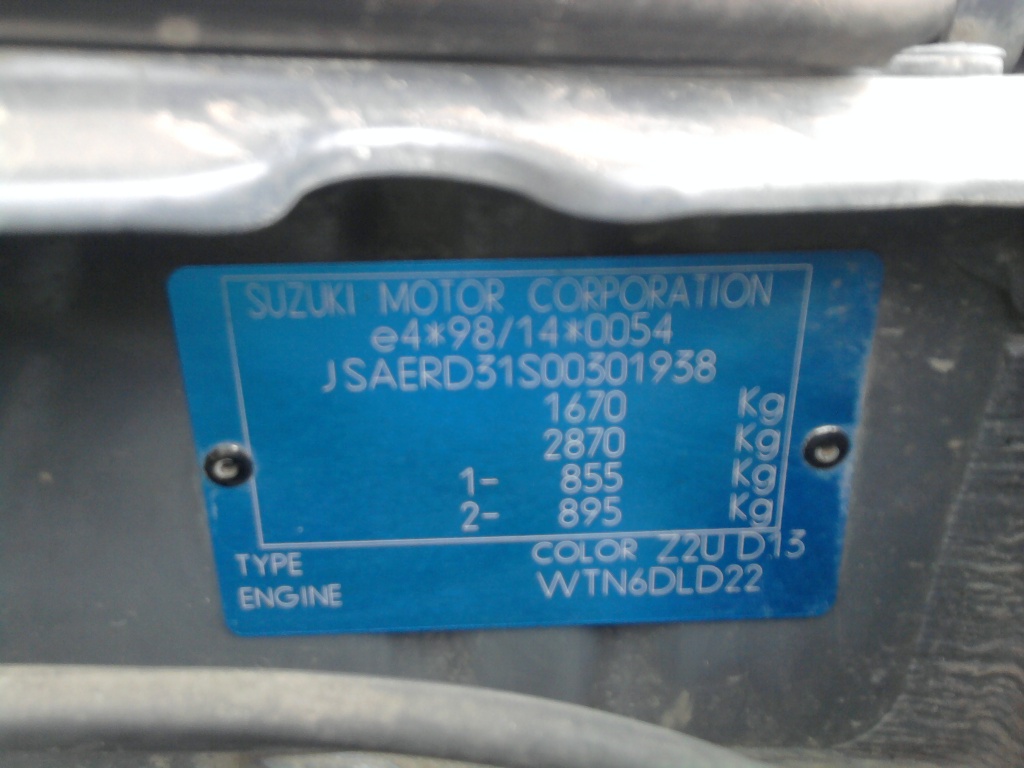 SUZUKI MOTOR CORPORATION
e4*98/14*0054
JSAERD31S00301938
1670 Kg
2870 Kg
1- 855 Kg
2- 895 Kg
TYPE COLOR Z2U D13
ENGINE WTN6DLD22